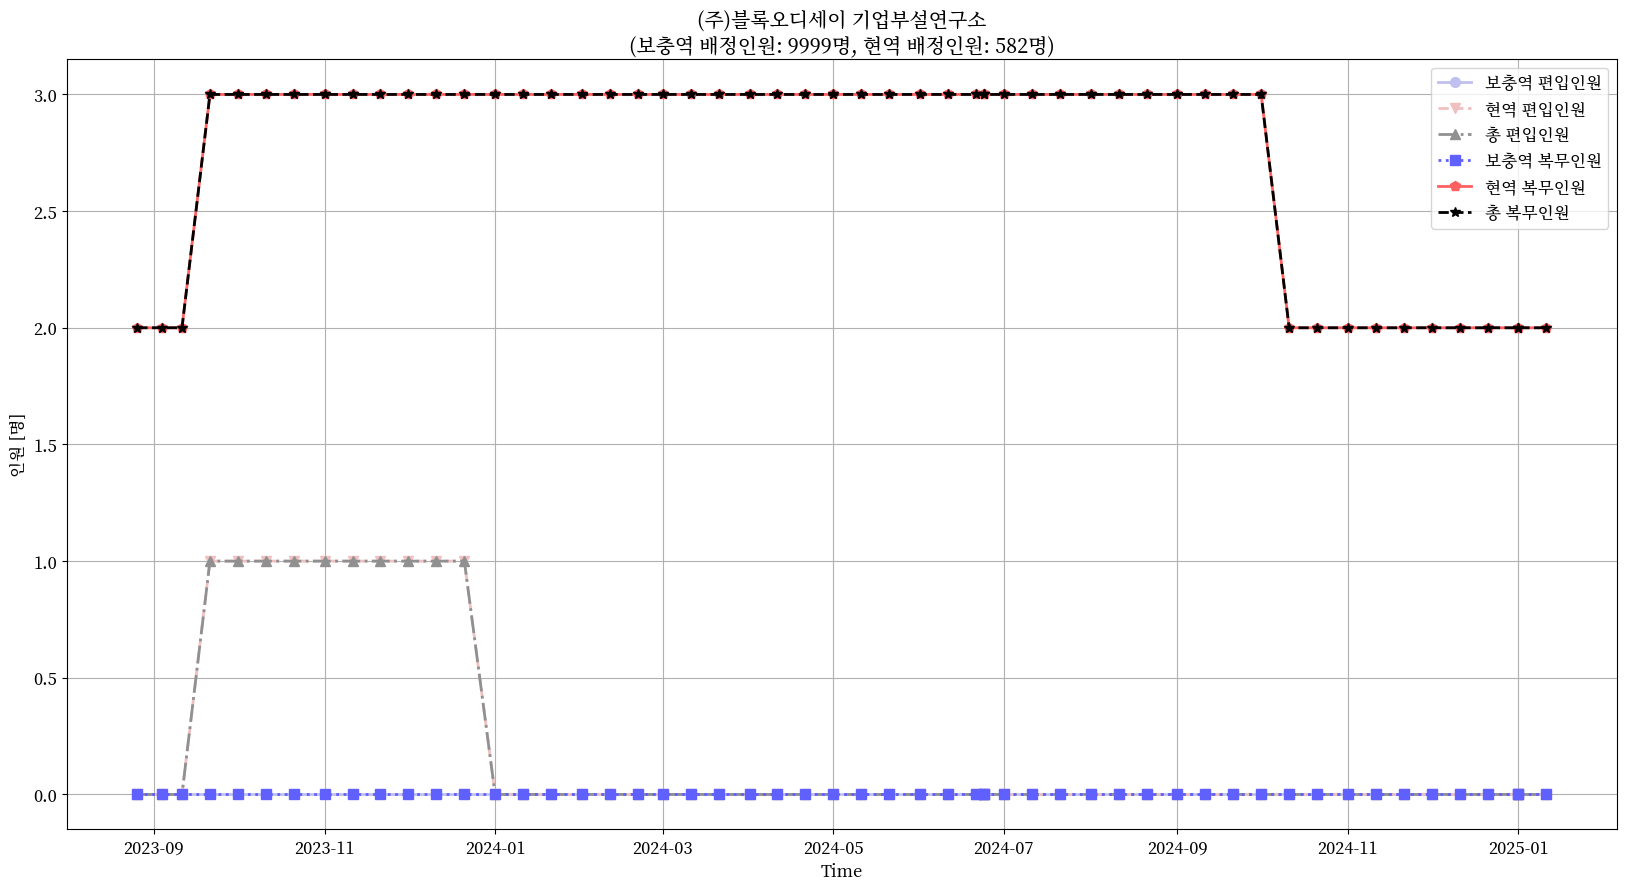 (주)블록오디세이 기업부설연구소
(보충역 배정인원: 9999명, 현역 배정인원: 582명)
보충역 편입인원
현역 편입인원
총 편입인원
보충역 복무인원
현역 복무인원
총 복무인원
3.0
2.5
2.0
1.5
1.0
0.5
0.0
인원 [명]
2023-09
2023-11
2024-01
2024-03
2024-05
2024-07
2024-09
2024-11
2025-01
Time